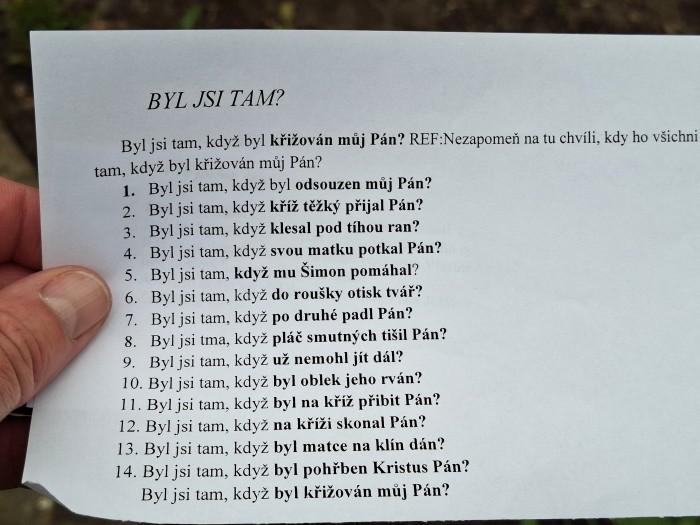 BYL JSI TAM?
Byl jsi tam, když byl křižován můj Pán? REF:Nezapomeň na tu chvíli, kdy ho všichni
tam, když byl křižován můj Pán?
1. Byl jsi tam, když byl odsouzen můj Pán?
2. Byl jsi tam, když kříž těžký přijal Pán?
3. Byl jsi tam, když klesal pod tíhou ran?
4. Byl jsi tam, když svou matku potkal Pán?
5. Byl jsi tam, když mu Šimon pomáhal?
6. Byl jsi tam, když do roušky otisk tvář?
7. Byl jsi tam, když po druhé padl Pán?
8. Byl jsi tma, když pláč smutných tišil Pán?
9. Byl jsi tam, když už nemohl jít dál?
10. Byl jsi tam, když byl oblek jeho rván?
11. Byl jsi tam, když byl na kříž přibit Pán?
12. Byl jsi tam, když na kříži skonal Pán?
13. Byl jsi tam, když byl matce na klín dán?
14. Byl jsi tam, když byl pohřben Kristus Pán?
Byl jsi tam, když byl křižován můj Pán?